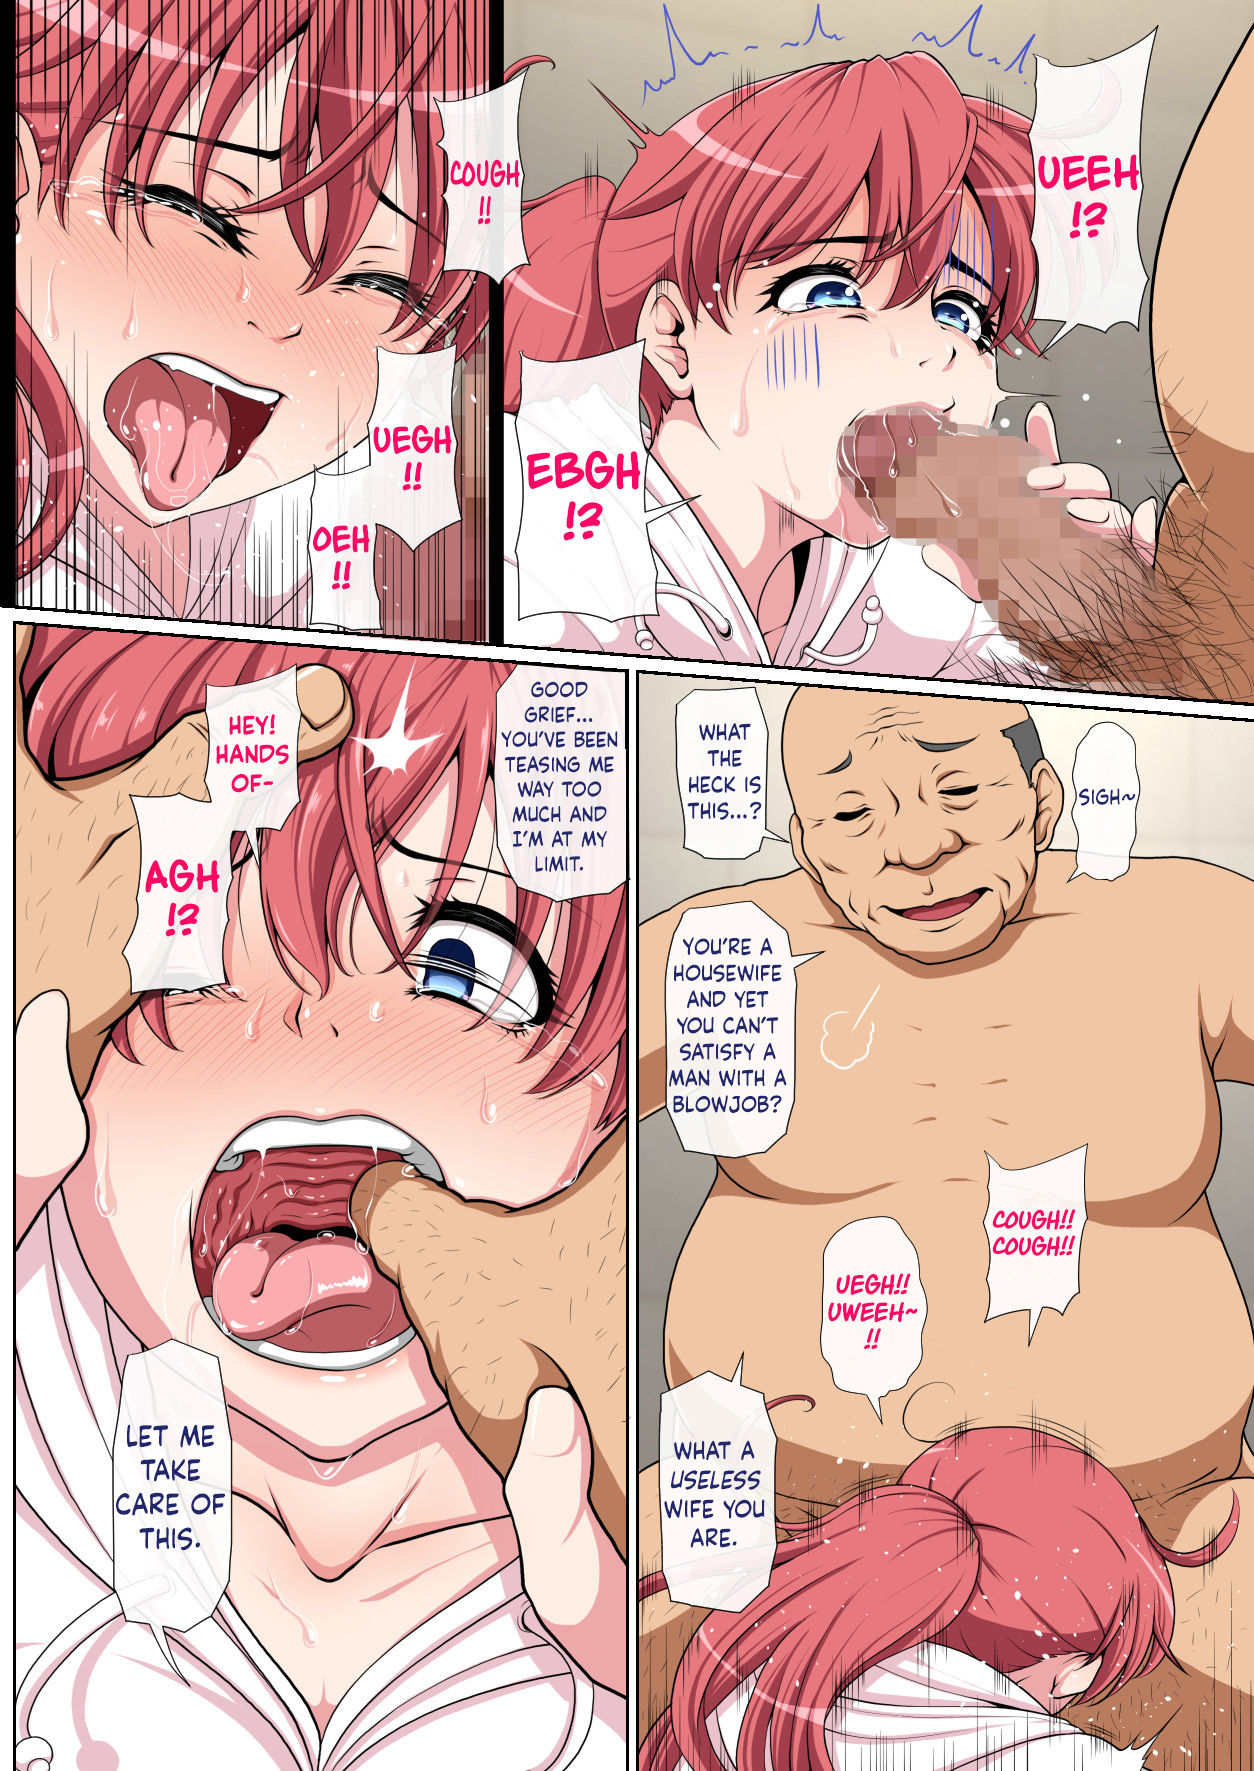 UEEH
!?
EBGH
!?
COUGH
!!
UEGH
!!
OEH
!!
SIGH~
WHAT
THE
HECK IS
THIS...?
YOU'RE A
HOUSEWIFE
AND YET
YOU CAN'T
SATISFY A
MAN WITH A
BLOWJOB?
COUGH!!
COUGH!!
UEGH!!
UWEEH~
!!
WHAT A
USELESS
WIFE YOU
ARE.
GOOD
GRIEF...
YOU'VE BEEN
TEASING ME
WAY TOO
MUCH AND
I'M AT MY
LIMIT.
HEY!
HANDS
OF-
AGH
!?
LET ME
TAKE
CARE OF
THIS.